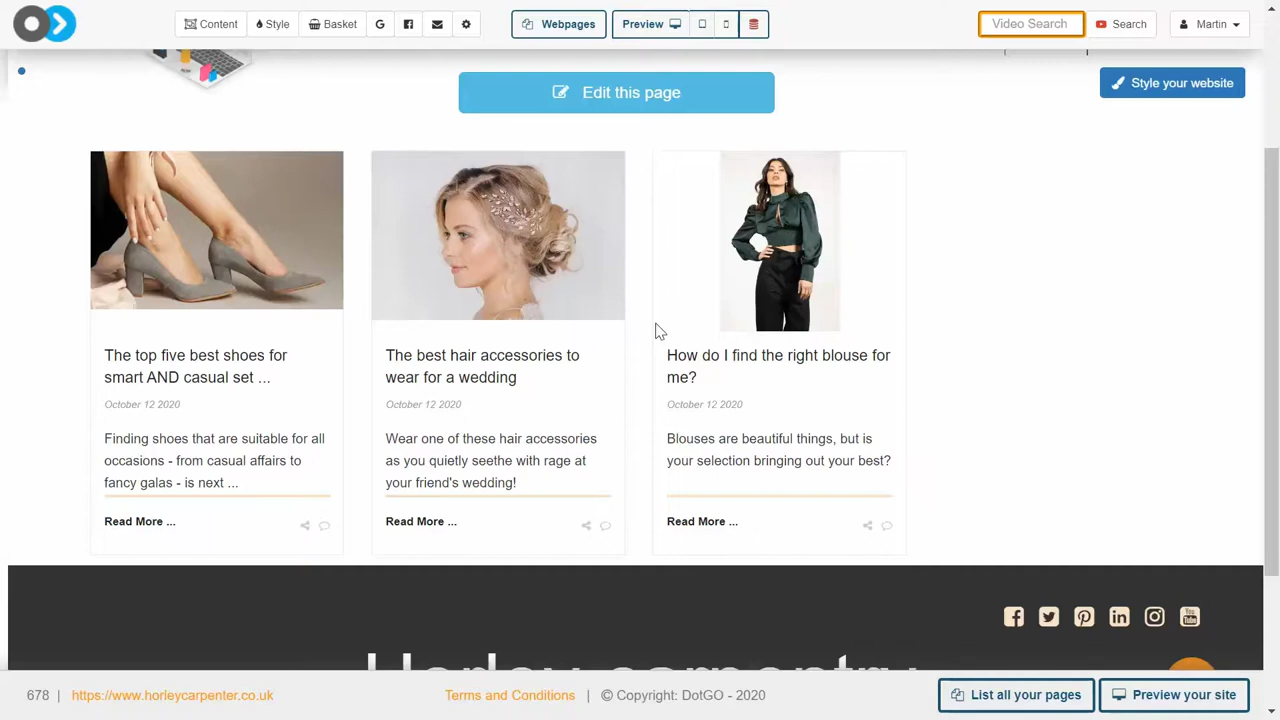 Content Style Basket Webpages Preview Video Search Search Martin
Edit this page
Style your website
The top five best shoes for
smart AND casual set ...
October 12 2020
Finding shoes that are suitable for all
occasions - from casual affairs to
fancy galas - is next ...
Read More ...
The best hair accessories to
wear for a wedding
October 12 2020
Wear one of these hair accessories
as you quietly seethe with rage at
your friend's wedding!
Read More ...
How do I find the right blouse for
me?
October 12 2020
Blouses are beautiful things, but is
your selection bringing out your best?
Read More ...
Horley carpentry
678 | https://www.horleycarpenter.co.uk Terms and Conditions | © Copyright: DotGO - 2020 List all your pages Preview your site